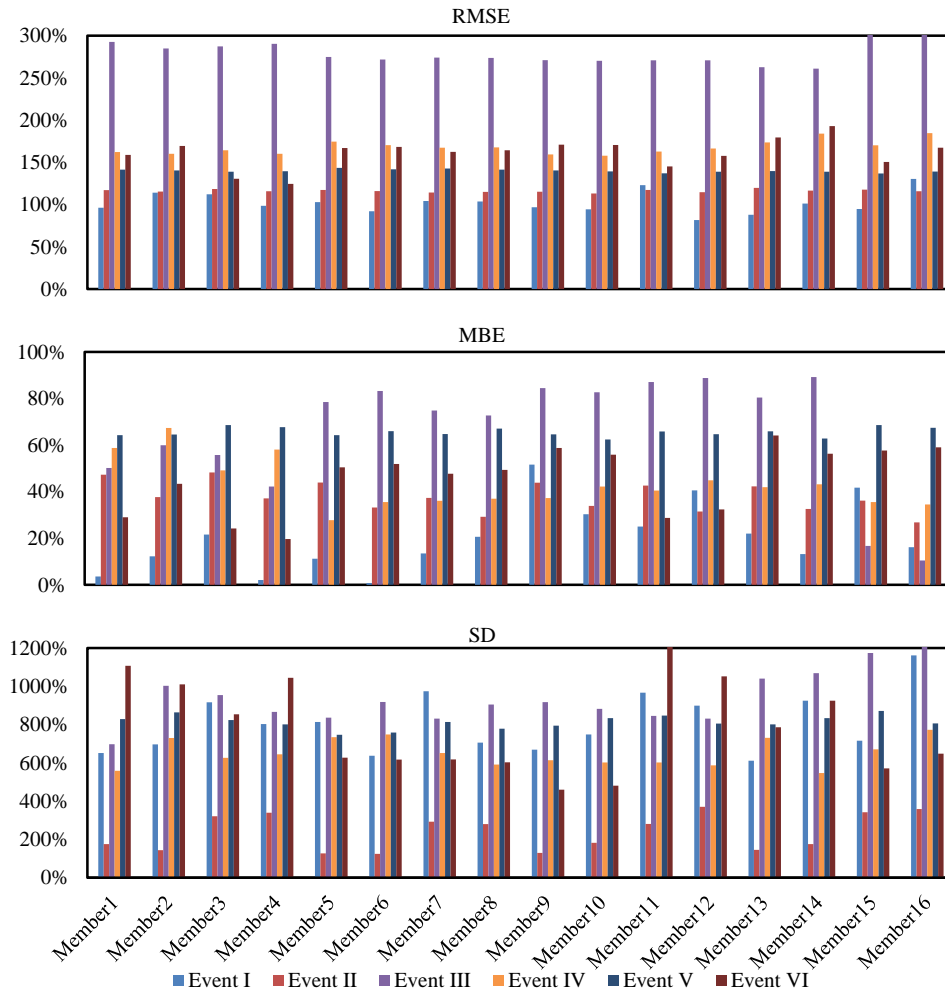 RMSE
300%
250%
200%
150%
100%
50%
0%
MBE
100%
80%
60%
40%
20%
0%
SD
1200%
1000%
800%
600%
400%
200%
0%
Member1
Member2
Member3
Member4
Member5
Member6
Member7
Member8
Member9
Member10
Member11
Member12
Member13
Member14
Member15
Member16
Event I Event II Event III Event IV Event V Event VI